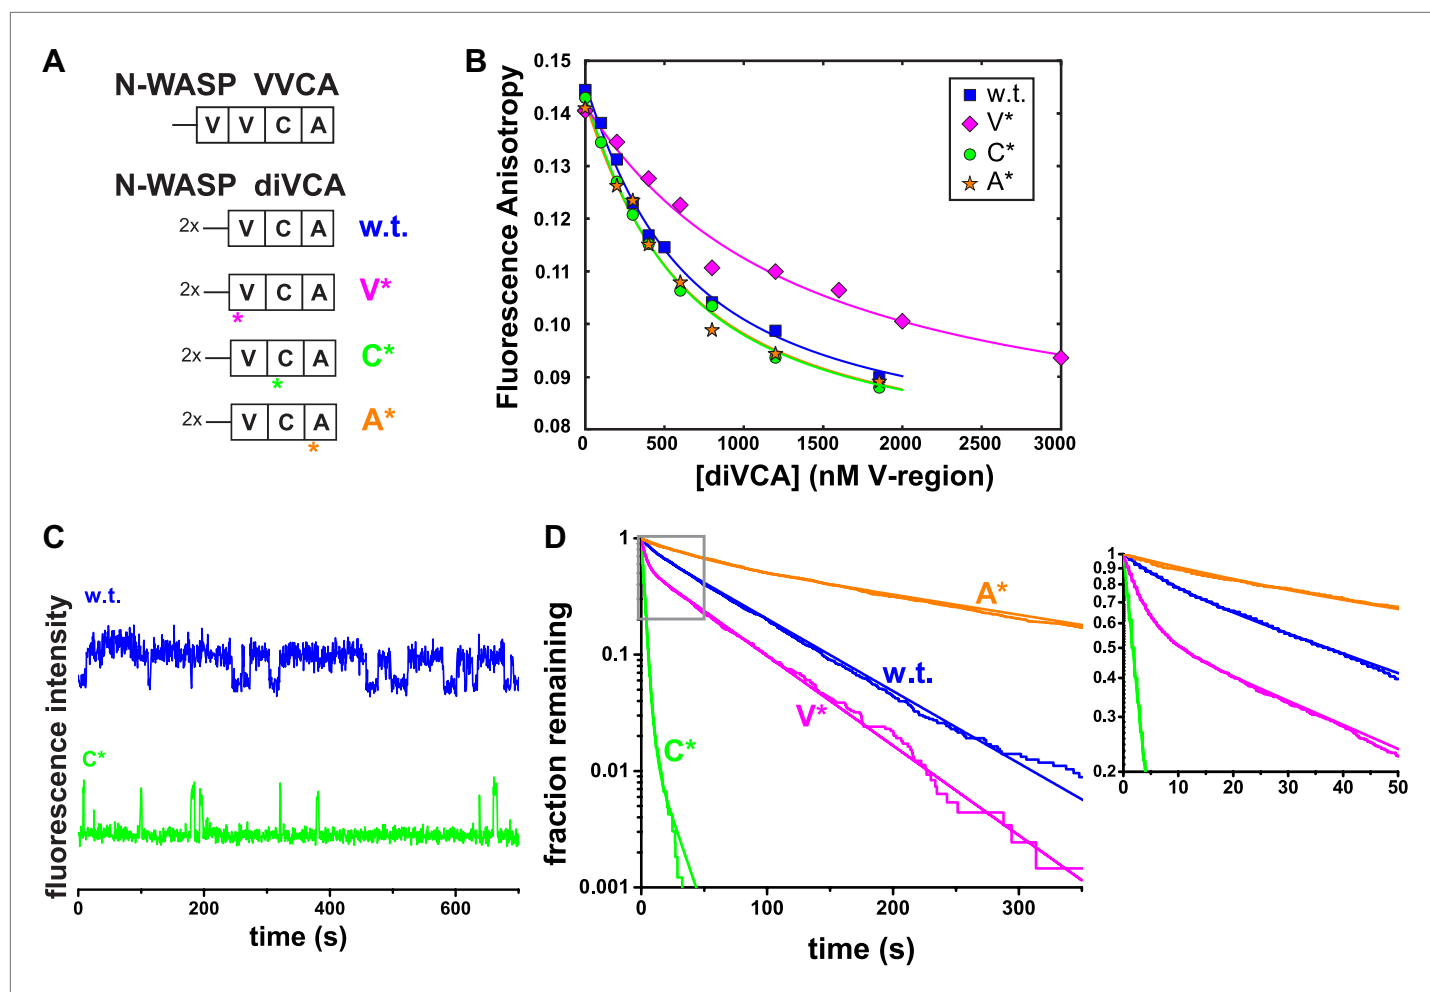 A
N-WASP VVCA
V V C A
N-WASP diVCA
2x V C A w.t.
2x V C A V*
*
2x V C A C*
*
2x V C A A*
*
B
Fluorescence Anisotropy
0.15
0.14
0.13
0.12
0.11
0.10
0.09
0.08
w.t.
V*
C*
A*
0 500 1000 1500 2000 2500 3000
[diVCA] (nM V-region)
C
fluorescence intensity
w.t.
C*
0 200 400 600
time (s)
D
fraction remaining
1
0.1
0.01
0.001
A*
w.t.
V*
C*
0 100 200 300
time (s)
1
0.9
0.8
0.7
0.6
0.5
0.4
0.3
0.2
0 10 20 30 40 50